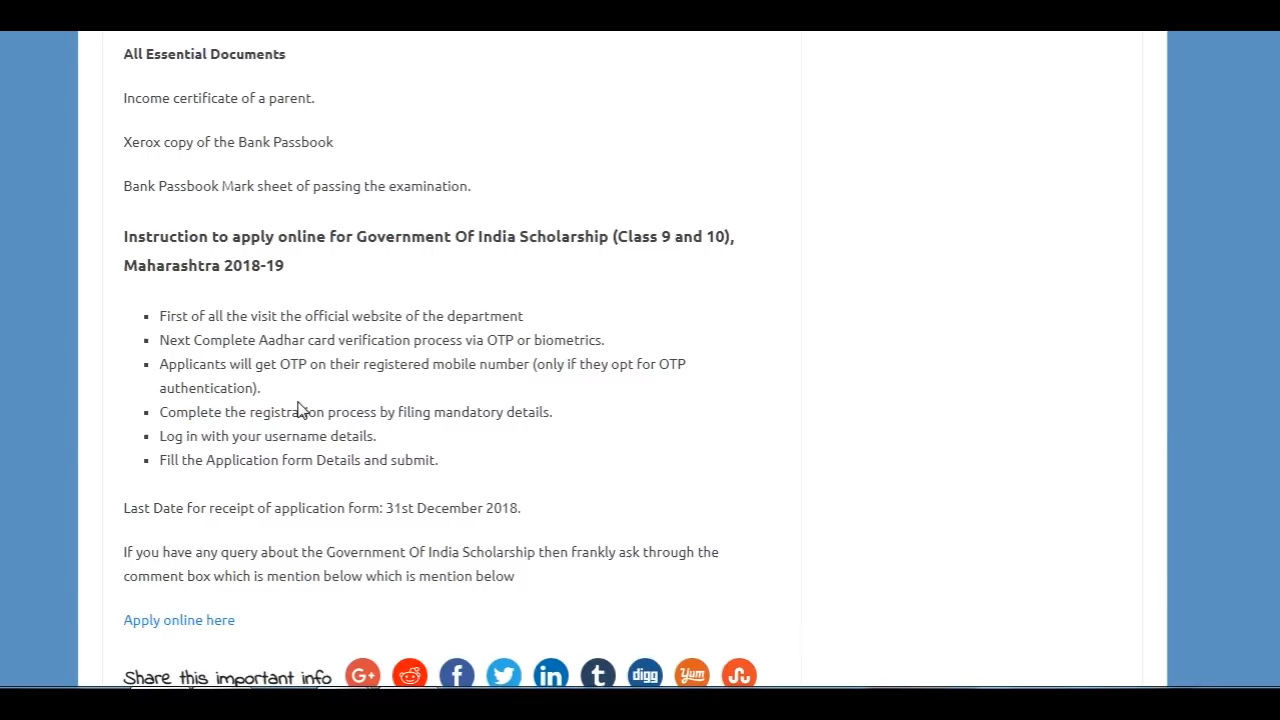 All Essential Documents
Income certificate of a parent.
Xerox copy of the Bank Passbook
Bank Passbook Mark sheet of passing the examination.
Instruction to apply online for Government Of India Scholarship (Class 9 and 10),
Maharashtra 2018-19
First of all the visit the official website of the department
Next Complete Aadhar card verification process via OTP or biometrics.
Applicants will get OTP on their registered mobile number (only if they opt for OTP
authentication).
Complete the registration process by filing mandatory details.
Log in with your username details.
Fill the Application form Details and submit.
Last Date for receipt of application form: 31st December 2018.
If you have any query about the Government Of India Scholarship then frankly ask through the
comment box which is mention below which is mention below
Apply online here
Share this important info G+ f in t digg Yum